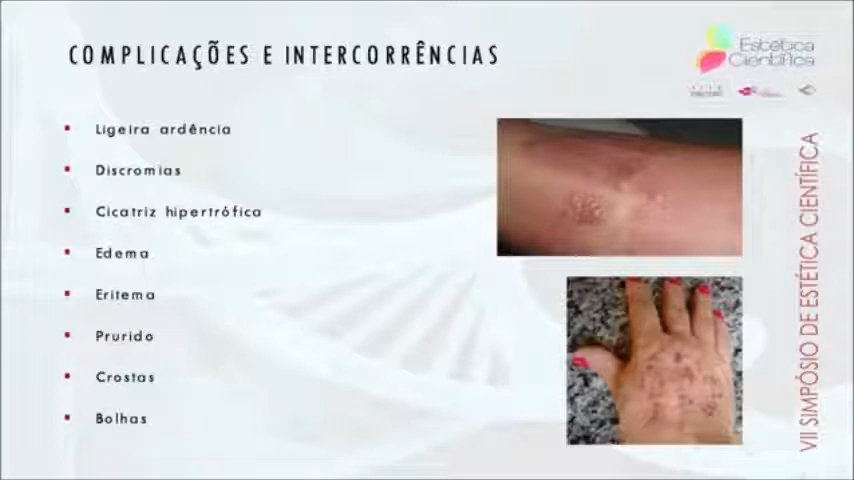 COMPLICAÇÕES E INTERCORRÊNCIAS
Estética
Científica
Ligeira ardência
Discromias
Cicatriz hipertrófica
Edema
Eritema
Prurido
Crostas
Bolhas
VII SIMPÓSIO DE ESTÉTICA CIENTÍFICA